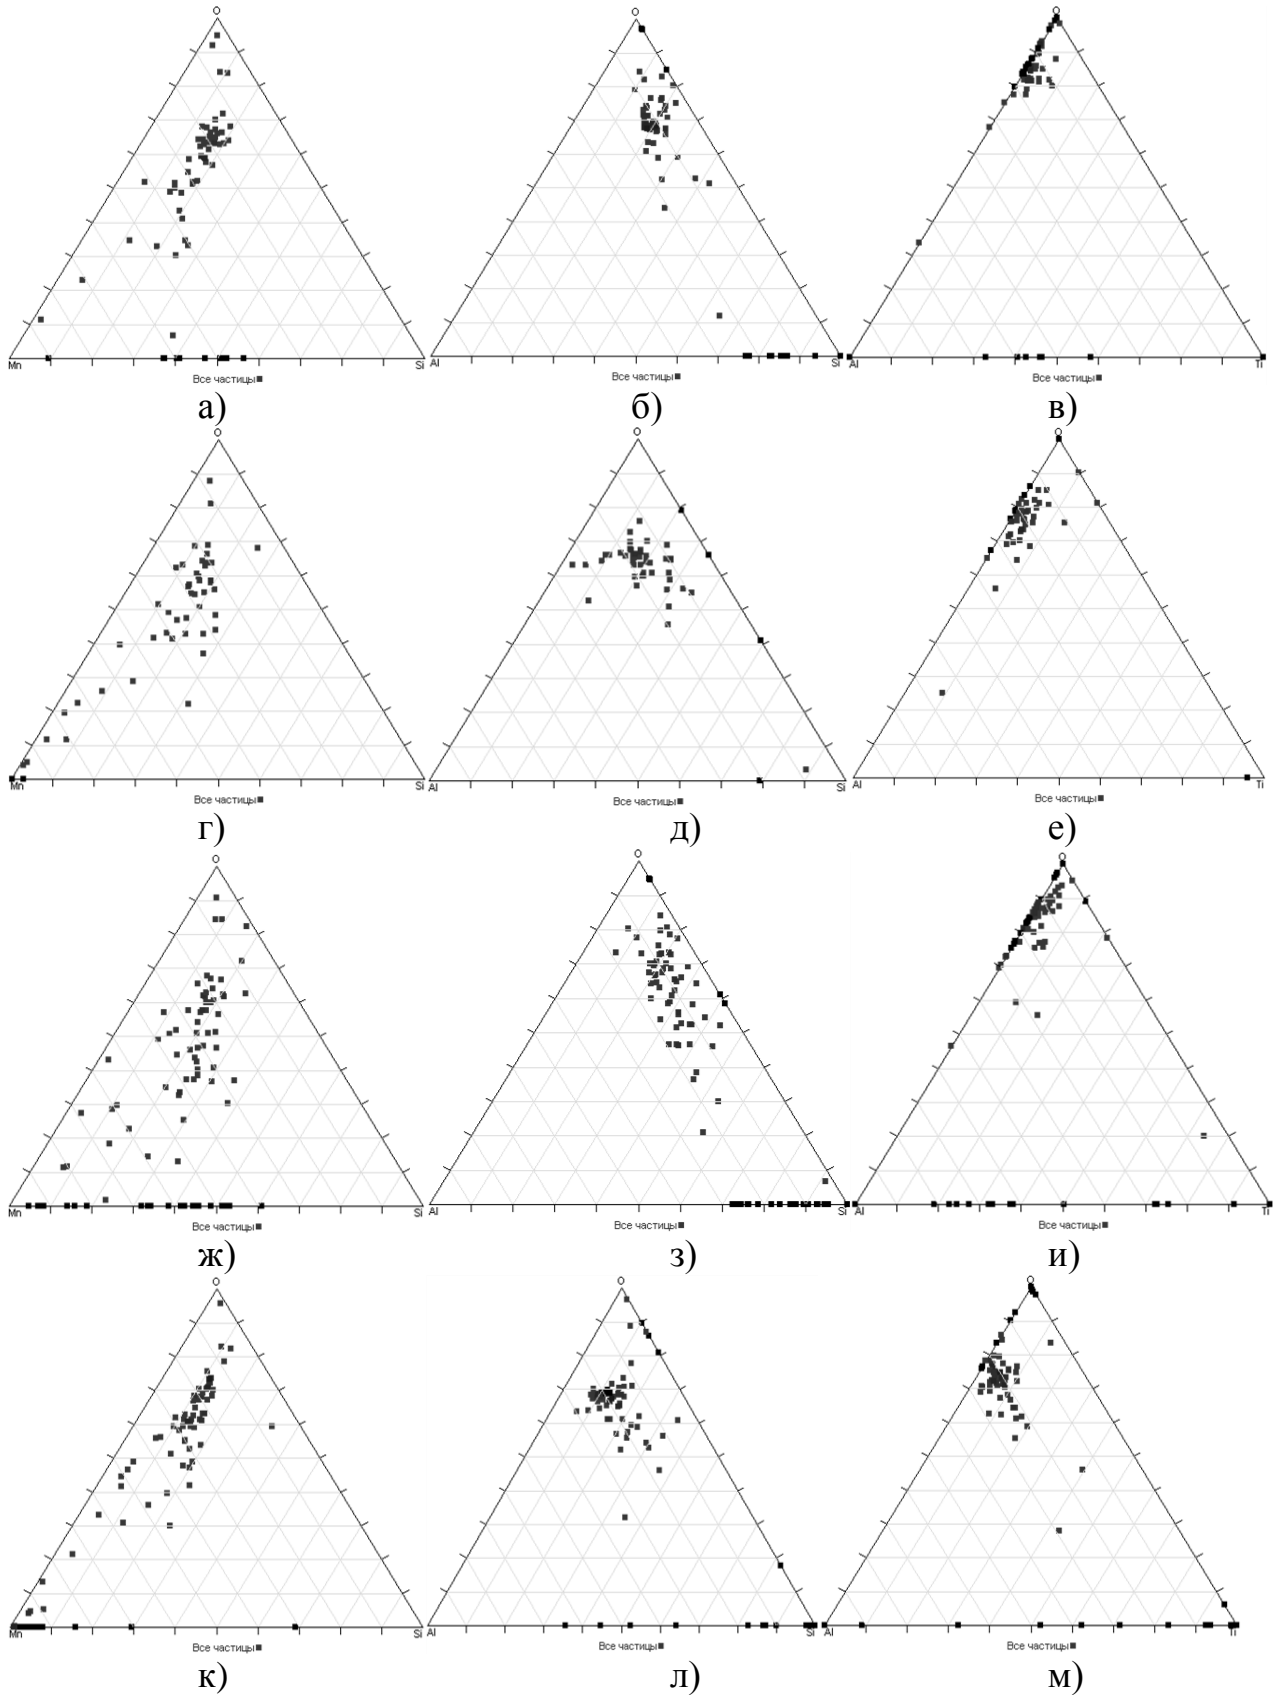 O O O
Mn Si Al Si Al Ti
Все частицы Все частицы Все частицы
а) б) в)
O O O
Mn Si Al Si Al Ti
Все частицы Все частицы Все частицы
г) д) е)
O O O
Mn Si Al Si Al Ti
Все частицы Все частицы Все частицы
ж) з) и)
O O O
Mn Si Al Si Al Ti
Все частицы Все частицы Все частицы
к) л) м)